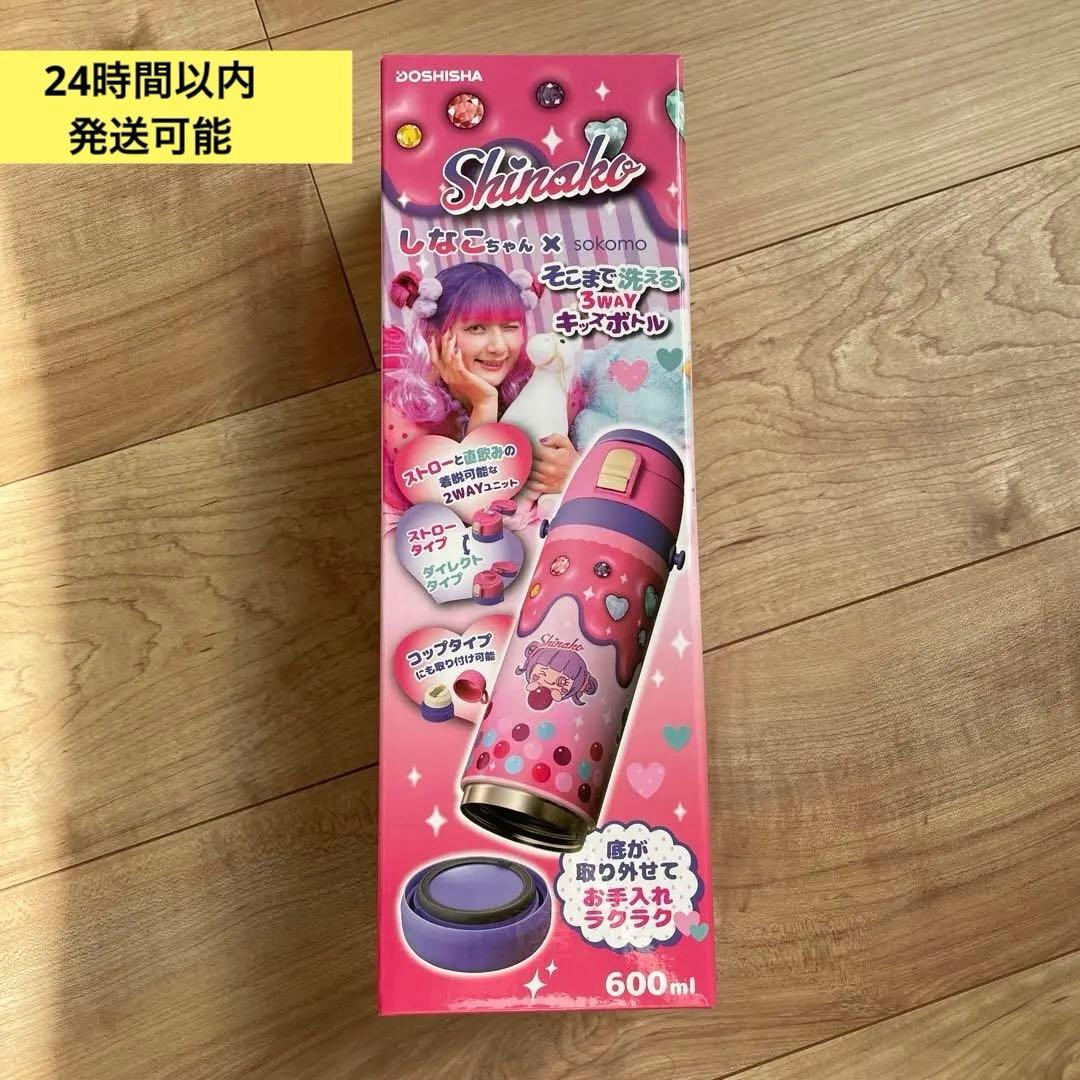 24時間以内
発送可能
DOSHISHA
Shinako
しなこちゃん × sokomo
そこまで洗える
3WAY
キッズボトル
ストローと直飲みの
着脱可能な
2WAYユニット
ストロー
タイプ
ダイレクト
タイプ
コップタイプ
にも取り付け可能
Shinako
底が
取り外せて
お手入れ
ラクラク
600ml